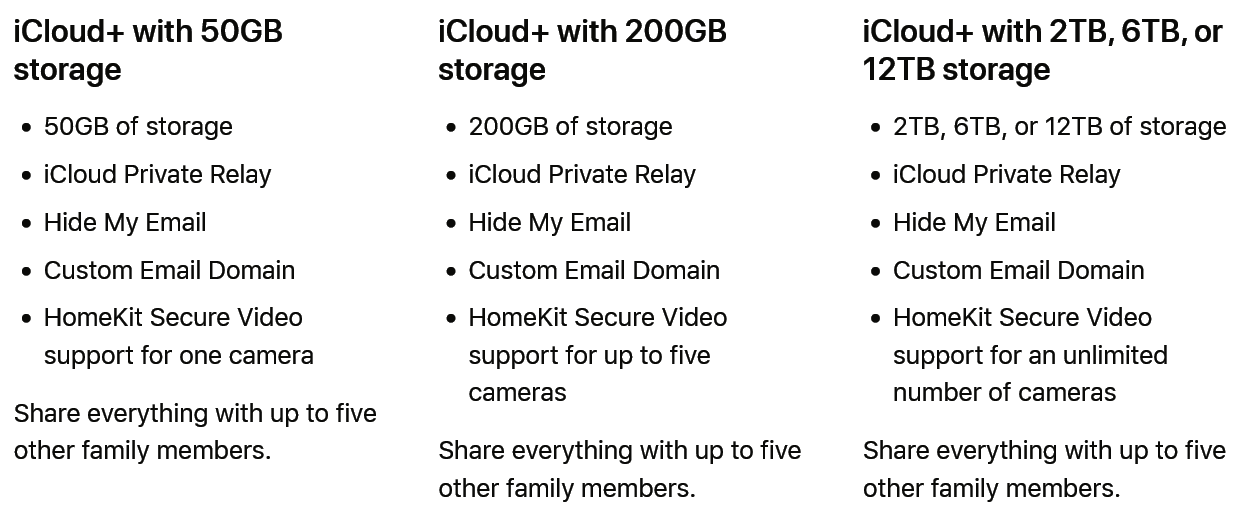 iCloud+ with 50GB
storage
• 50GB of storage
• iCloud Private Relay
• Hide My Email
• Custom Email Domain
• HomeKit Secure Video
support for one camera
Share everything with up to five
other family members.
iCloud+ with 200GB
storage
• 200GB of storage
• iCloud Private Relay
• Hide My Email
• Custom Email Domain
• HomeKit Secure Video
support for up to five
cameras
Share everything with up to five
other family members.
iCloud+ with 2TB, 6TB, or
12TB storage
• 2TB, 6TB, or 12TB of storage
• iCloud Private Relay
• Hide My Email
• Custom Email Domain
• HomeKit Secure Video
support for an unlimited
number of cameras
Share everything with up to five
other family members.